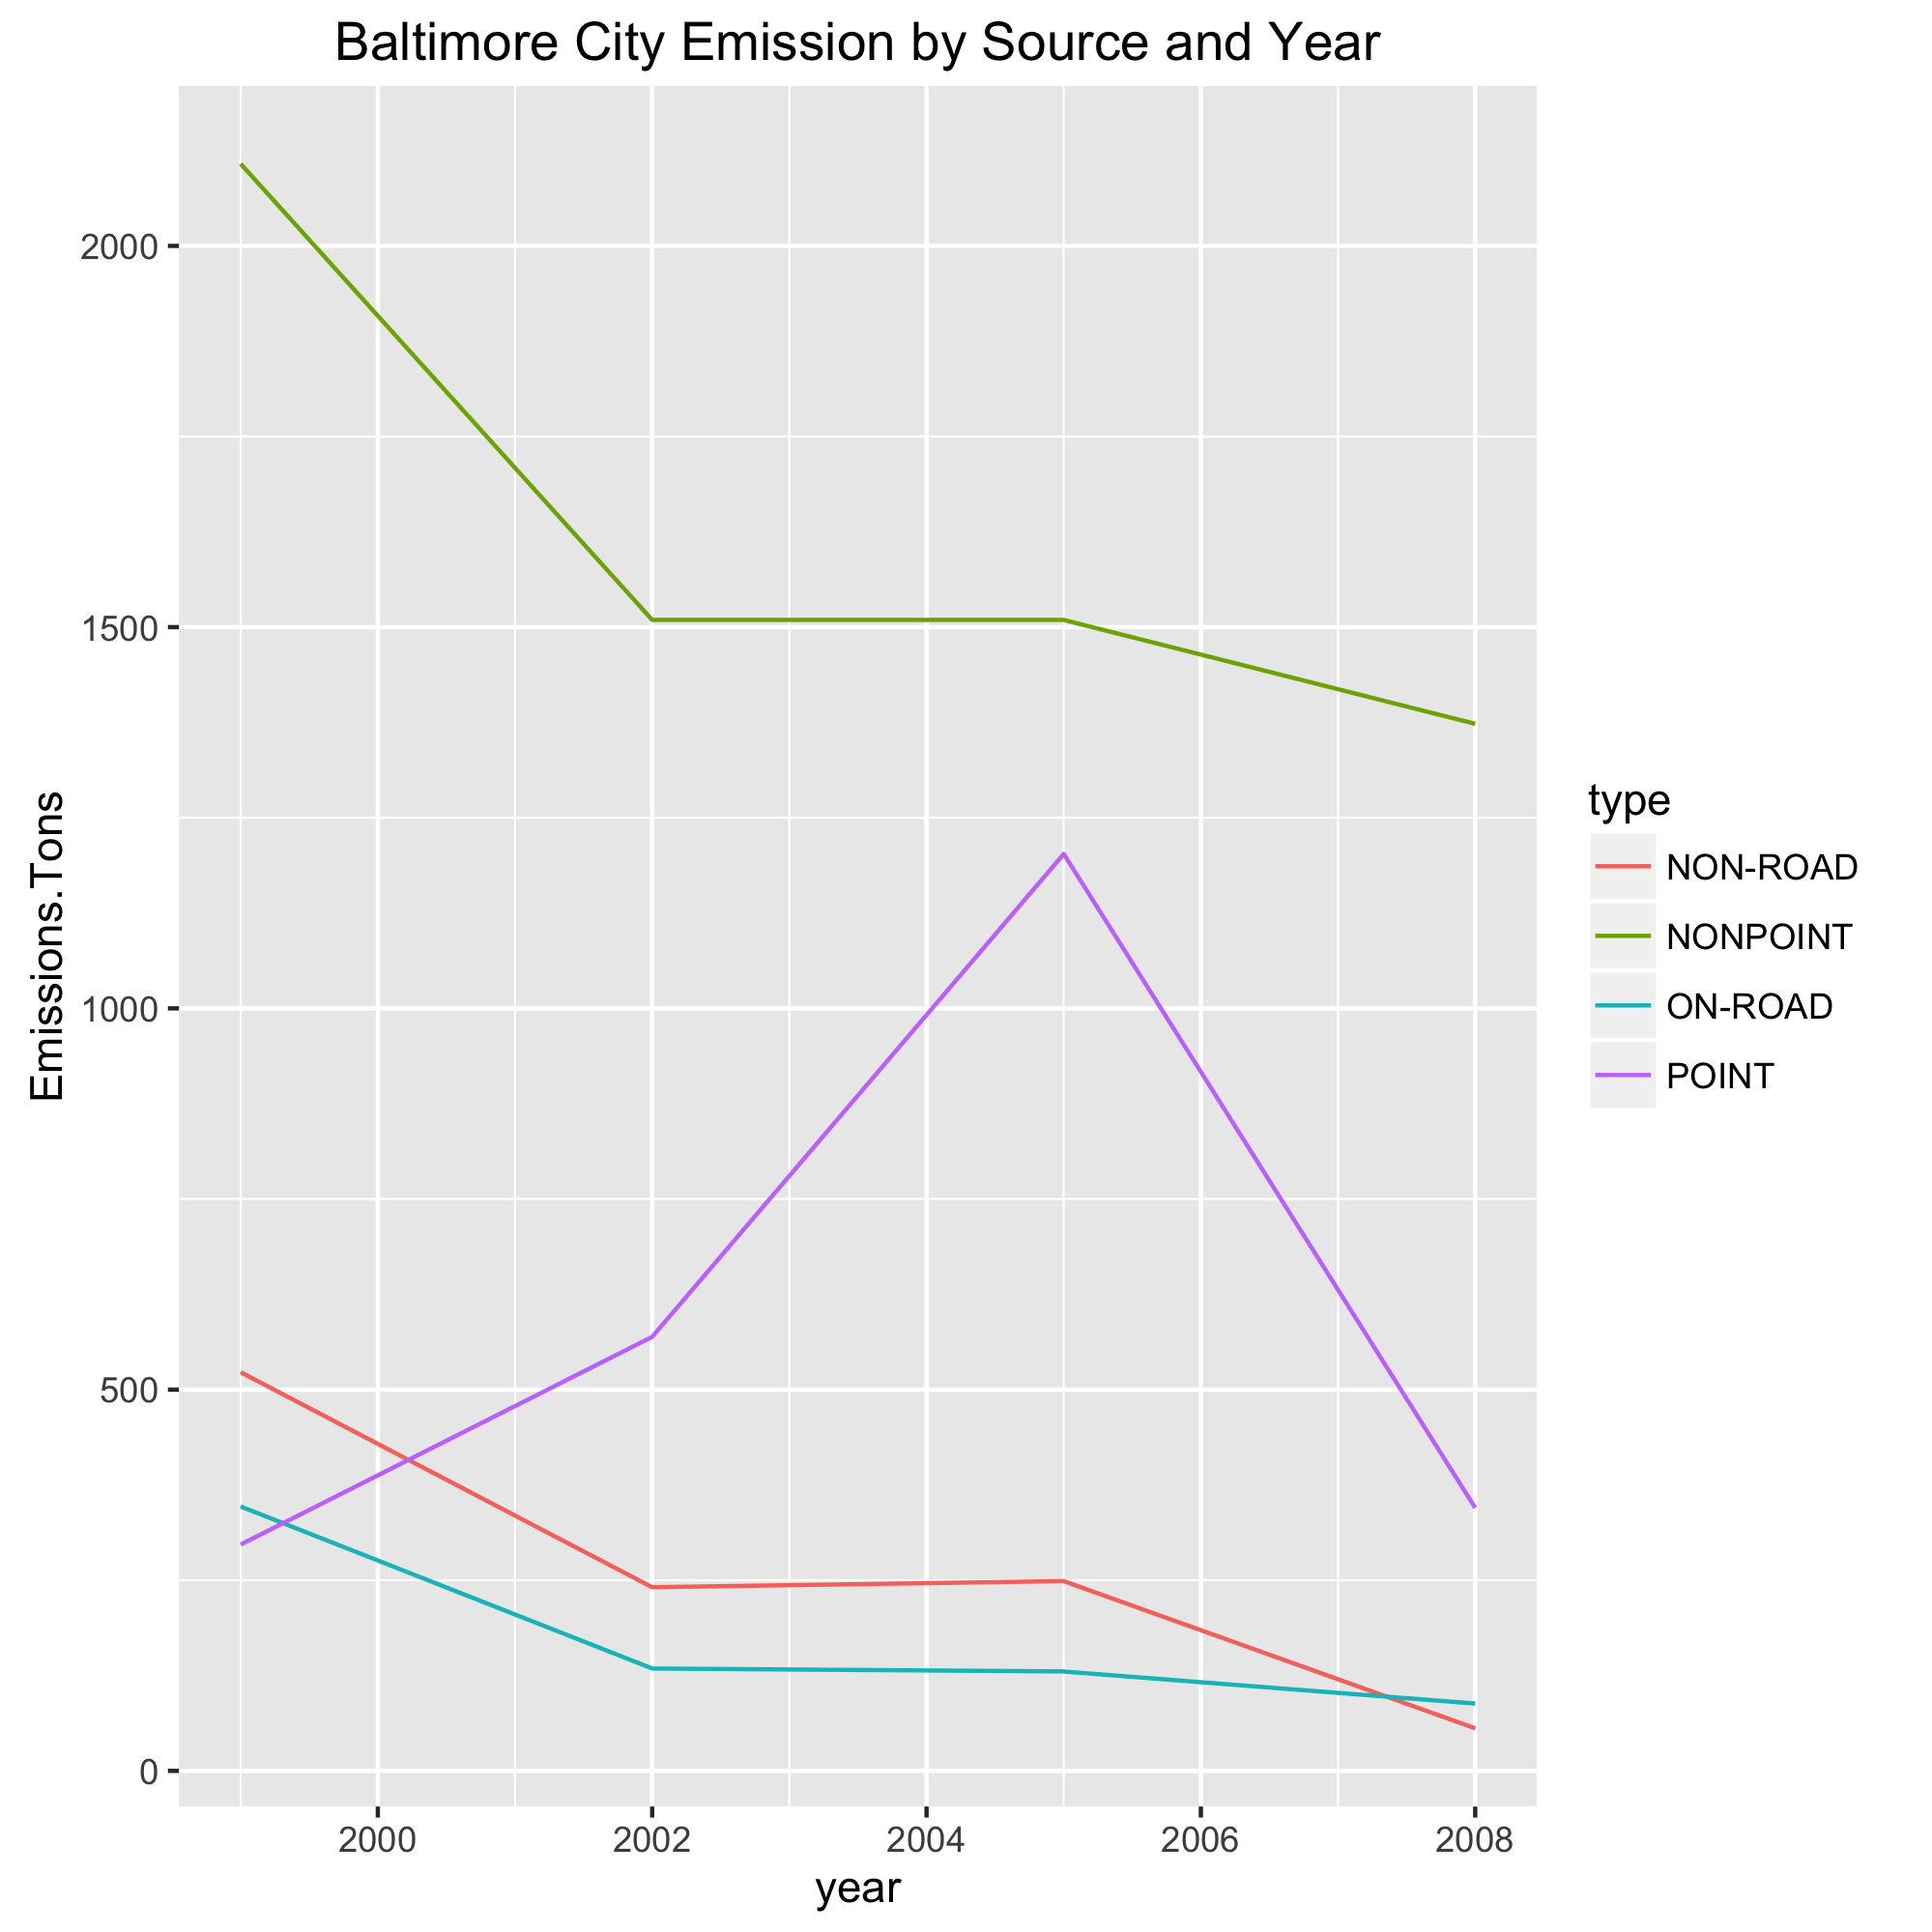 Baltimore City Emission by Source and Year
Emissions.Tons
2000
1500
1000
500
0
2000 2002 2004 2006 2008
year
type
NON-ROAD
NONPOINT
ON-ROAD
POINT